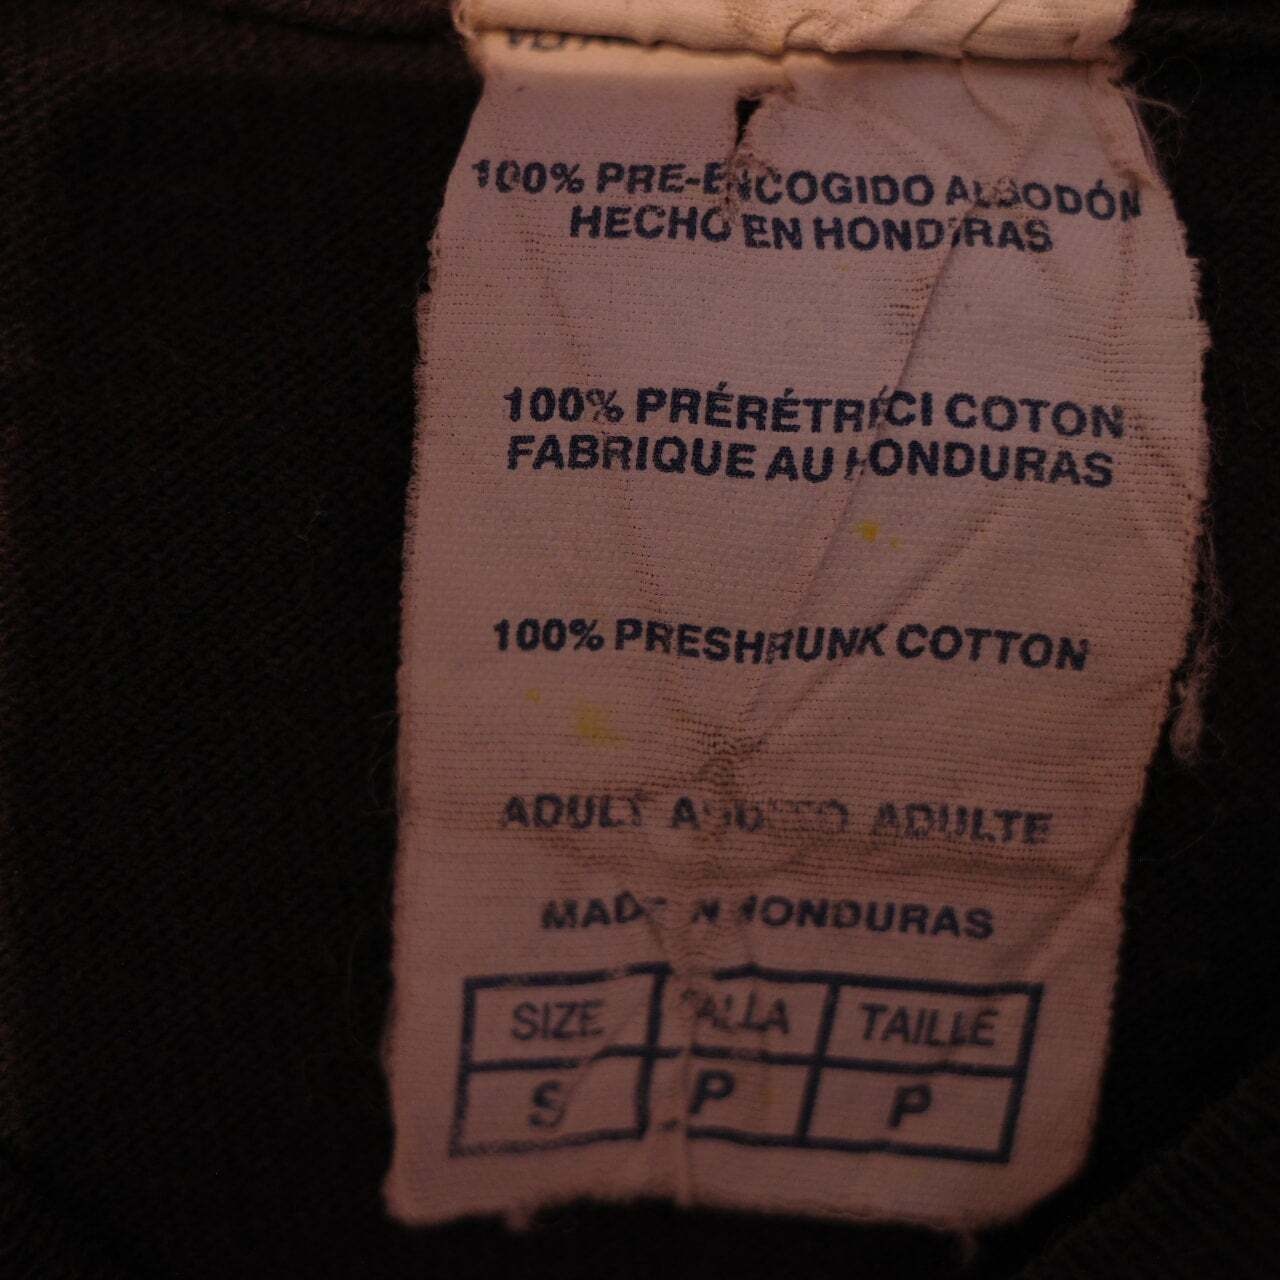 100% PRE-ENCOGIDO ALGODÓN
HECHO EN HONDURAS
100% PRÉRÉTRÉCI COTON
FABRIQUE AU HONDURAS
100% PRESHRUNK COTTON
ADULT ADULTO ADULTE
MADE IN HONDURAS
SIZE TALLA TAILLE
S P P